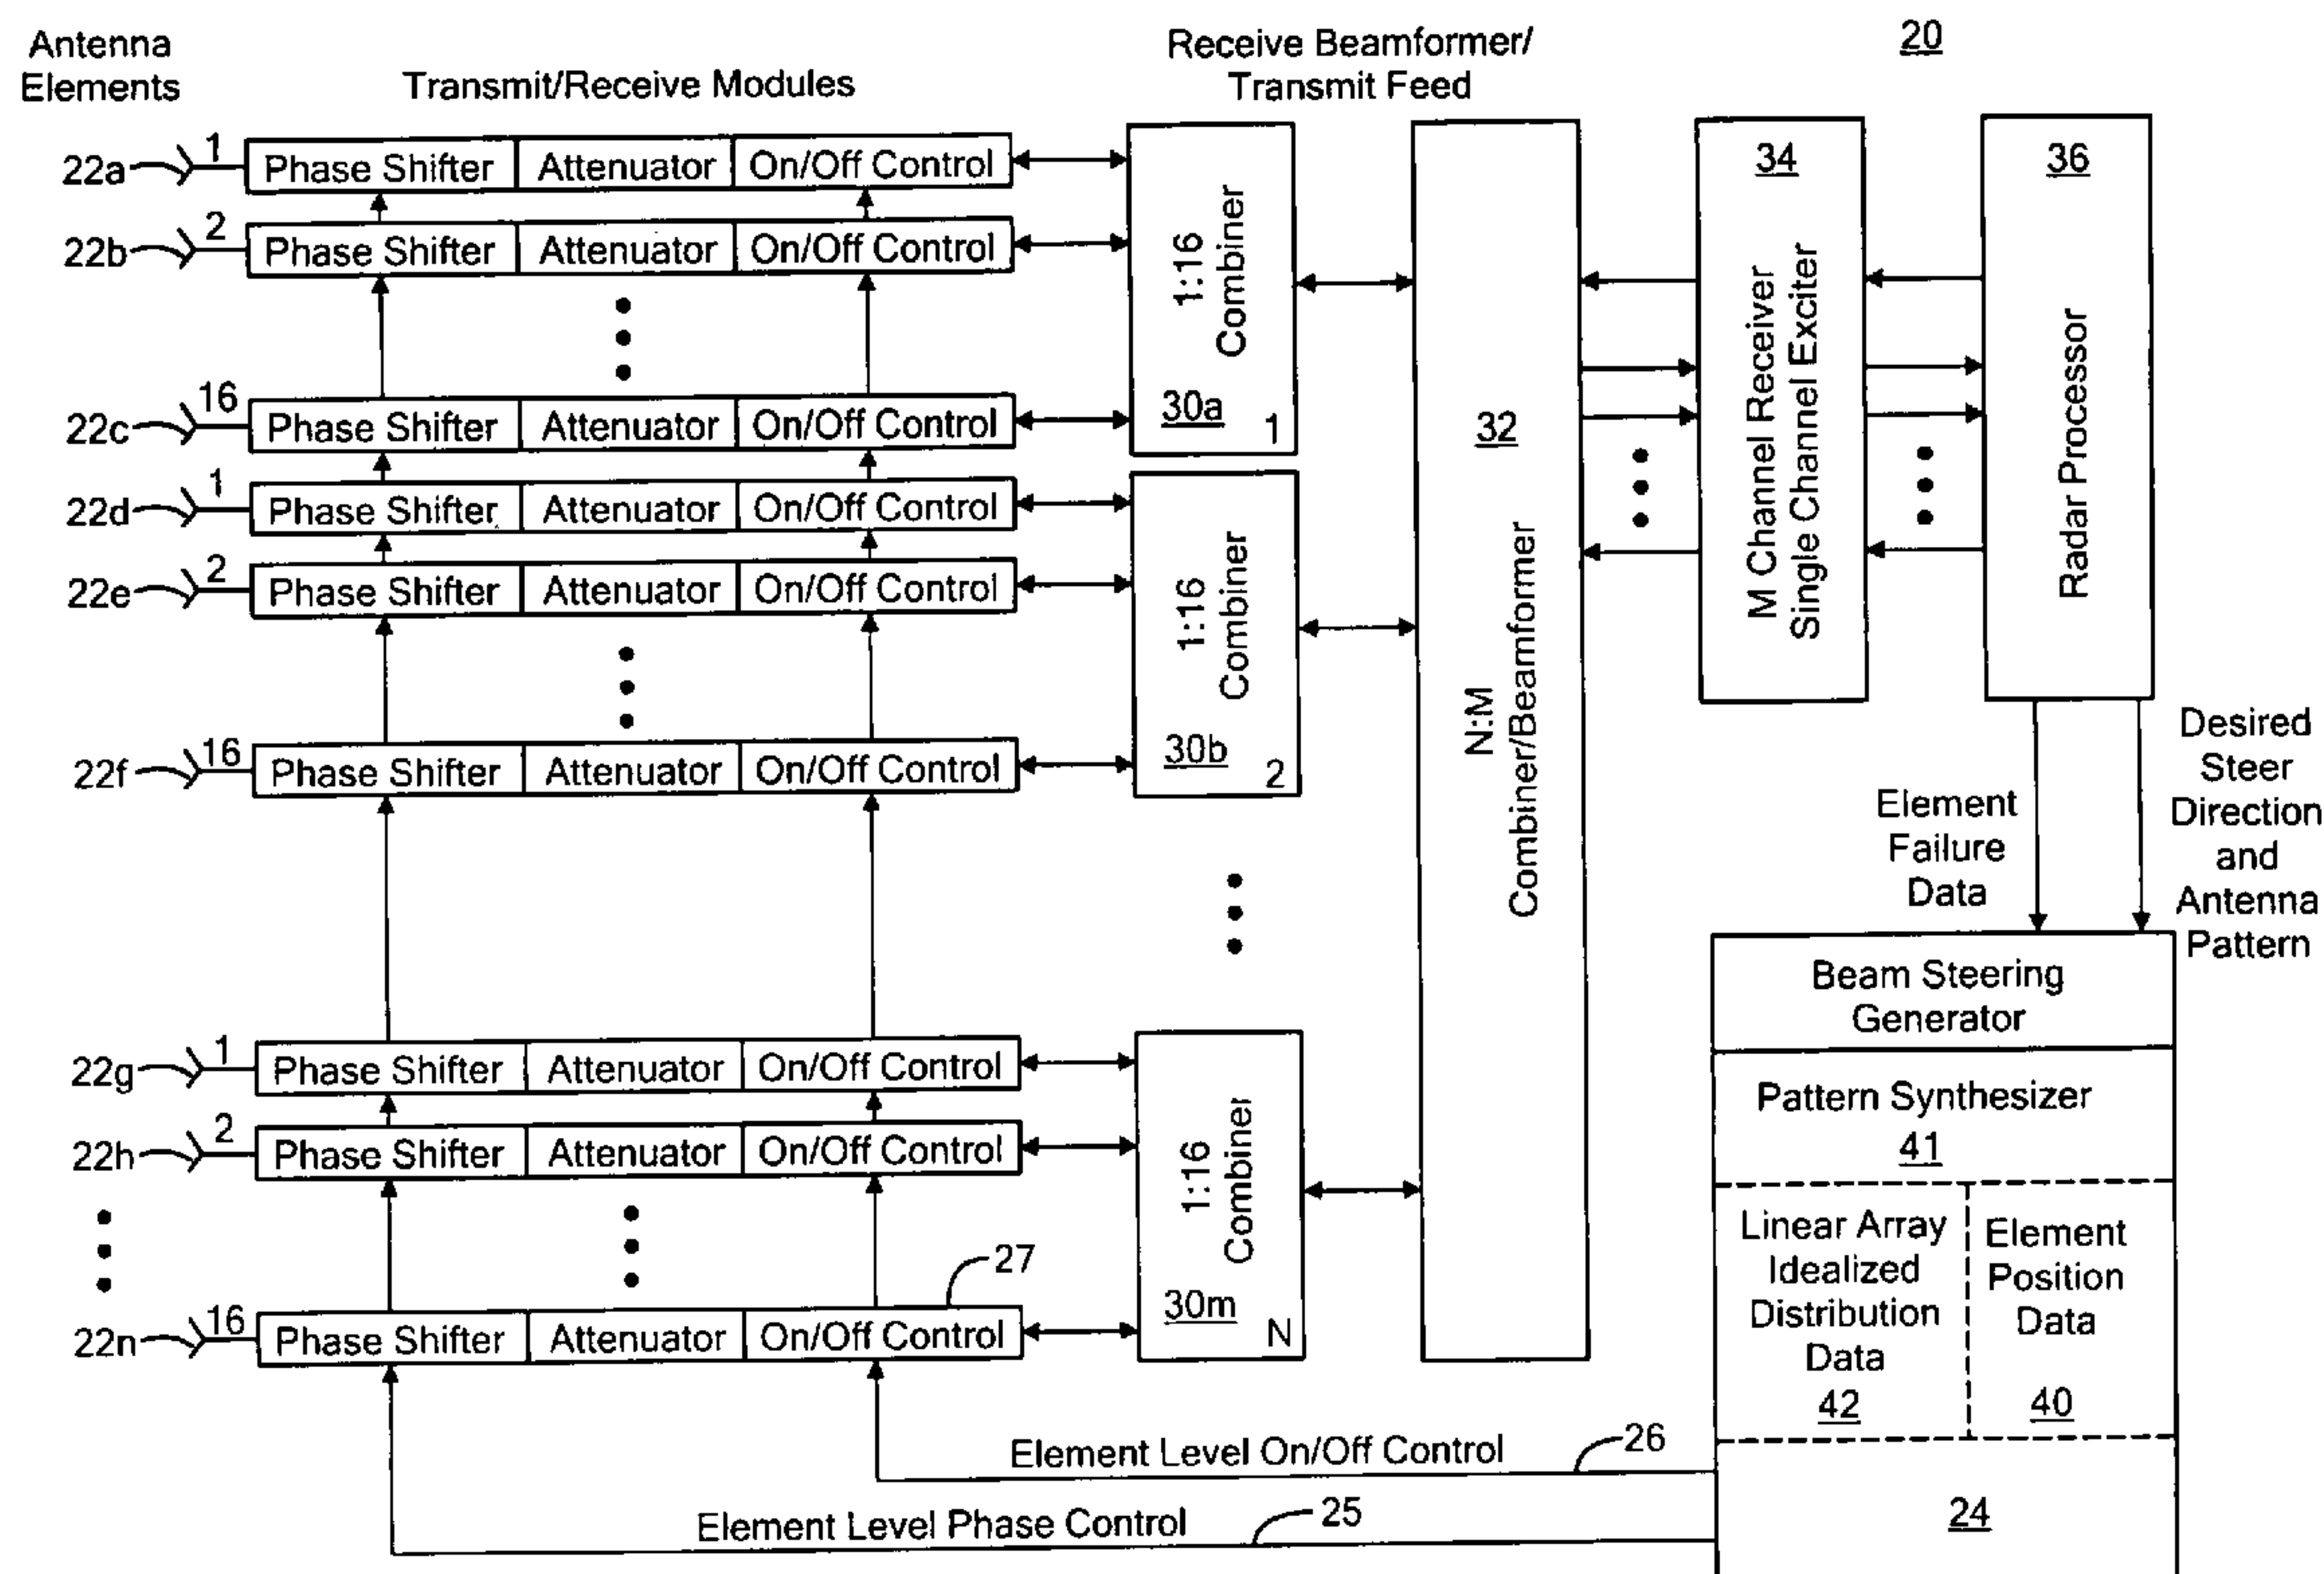 Antenna
Elements
Transmit/Receive Modules
Receive Beamformer/
Transmit Feed
20
22a
1
Phase Shifter
Attenuator
On/Off Control
22b
2
Phase Shifter
Attenuator
On/Off Control
22c
16
Phase Shifter
Attenuator
On/Off Control
1:16
Combiner
30a
1
22d
1
Phase Shifter
Attenuator
On/Off Control
22e
2
Phase Shifter
Attenuator
On/Off Control
22f
16
Phase Shifter
Attenuator
On/Off Control
1:16
Combiner
30b
2
22g
1
Phase Shifter
Attenuator
On/Off Control
22h
2
Phase Shifter
Attenuator
On/Off Control
27
22n
16
Phase Shifter
Attenuator
On/Off Control
1:16
Combiner
30m
N
32
N:M
Combiner/Beamformer
34
M Channel Receiver
Single Channel Exciter
36
Radar Processor
Element
Failure
Data
Desired
Steer
Direction
and
Antenna
Pattern
Beam Steering
Generator
Pattern Synthesizer
41
Linear Array
Idealized
Distribution
Data
42
Element
Position
Data
40
24
Element Level On/Off Control
26
Element Level Phase Control
25